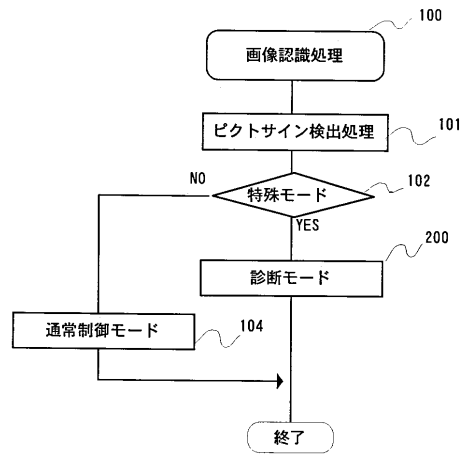 100
画像認識処理
ピクトサイン検出処理
101
特殊モード
102
NO
YES
200
診断モード
通常制御モード
104
終了